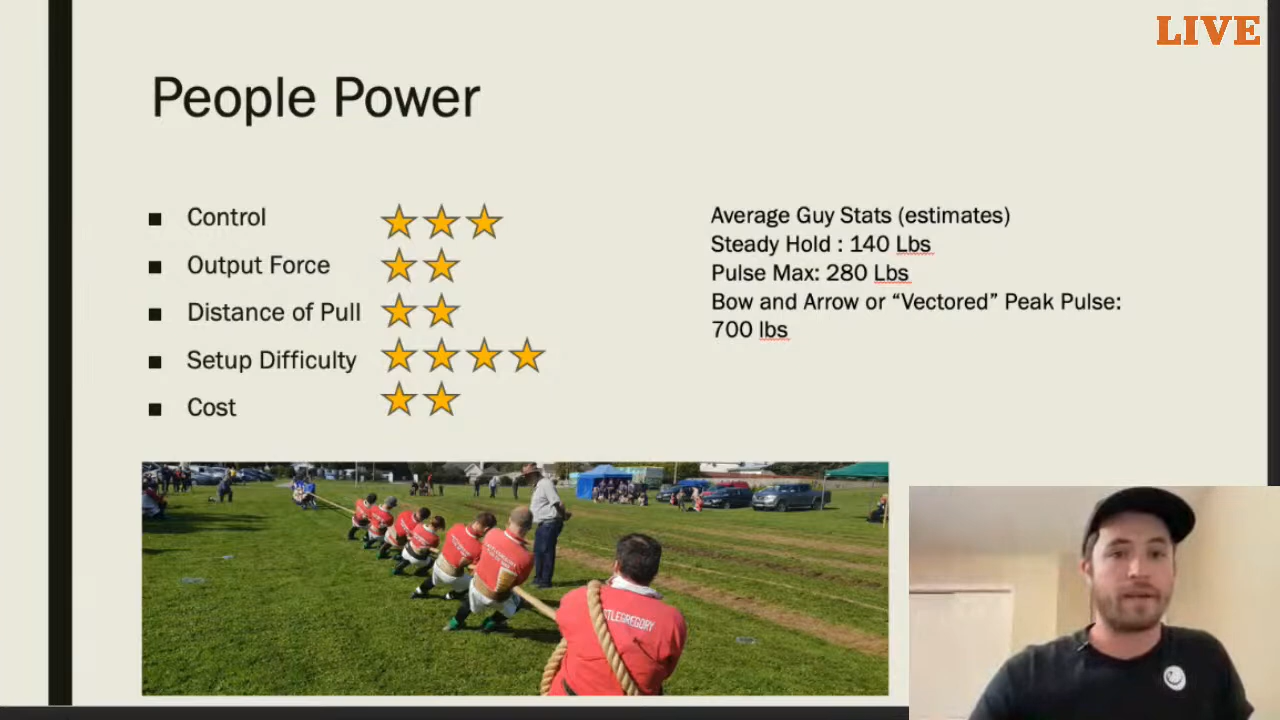 LIVE
People Power
Control
Output Force
Distance of Pull
Setup Difficulty
Cost
Average Guy Stats (estimates)
Steady Hold : 140 Lbs
Pulse Max: 280 Lbs
Bow and Arrow or “Vectored” Peak Pulse:
700 lbs
TLEGREGORY